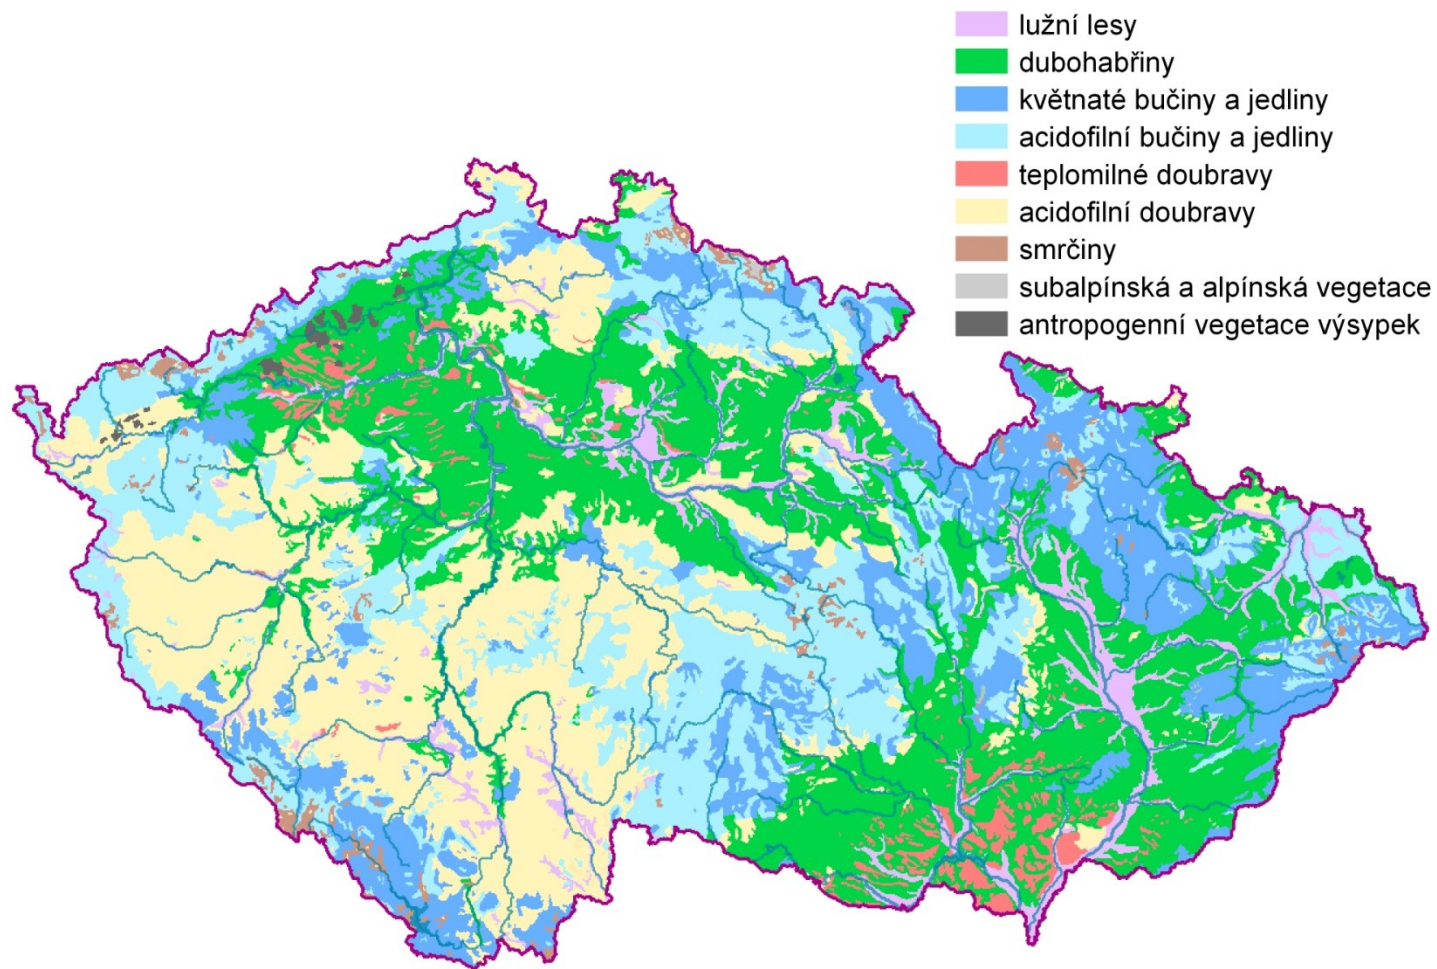 lužní lesy
dubohabřiny
květnaté bučiny a jedliny
acidofilní bučiny a jedliny
teplomilné doubravy
acidofilní doubravy
smrčiny
subalpínská a alpínská vegetace
antropogenní vegetace výsypek